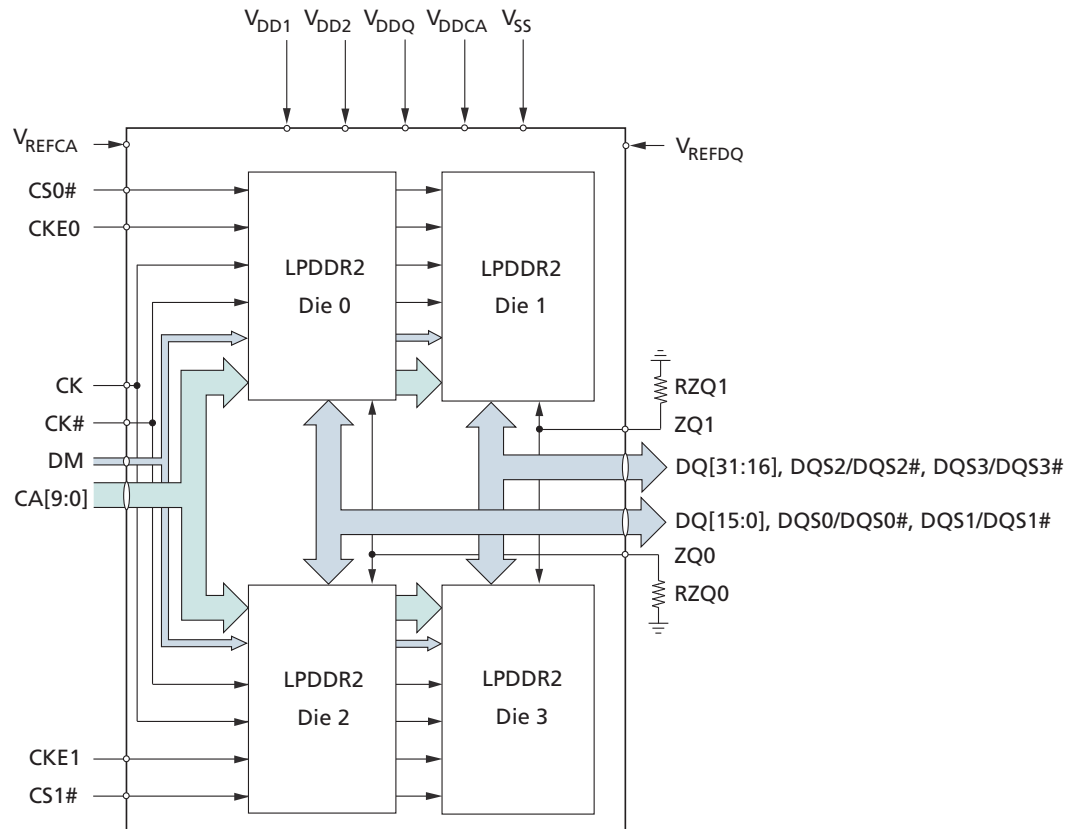 VDD1 VDD2 VDDQ VDDCA VSS
VREFCA
VREFDQ
CS0#
CKE0
LPDDR2
Die 0
LPDDR2
Die 1
CK
RZQ1
CK#
ZQ1
DM
DQ[31:16], DQS2/DQS2#, DQS3/DQS3#
CA[9:0]
DQ[15:0], DQS0/DQS0#, DQS1/DQS1#
ZQ0
RZQ0
LPDDR2
Die 2
LPDDR2
Die 3
CKE1
CS1#